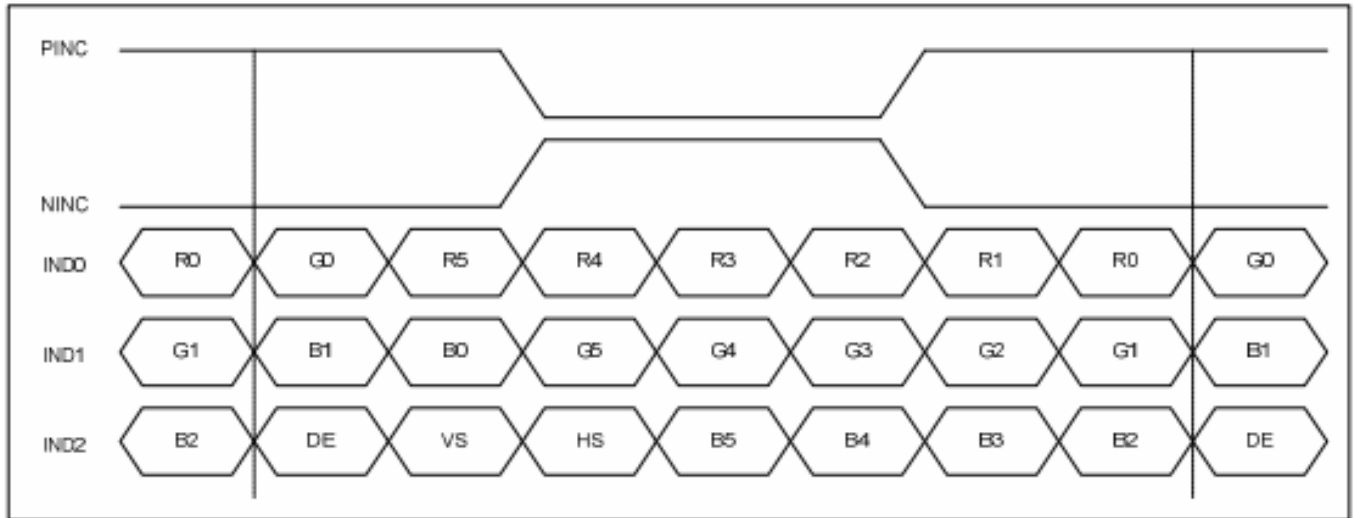 PINC
NINC
IND0 R0 G0 R5 R4 R3 R2 R1 R0 G0
IND1 G1 B1 B0 G5 G4 G3 G2 G1 B1
IND2 B2 DE VS HS B5 B4 B3 B2 DE